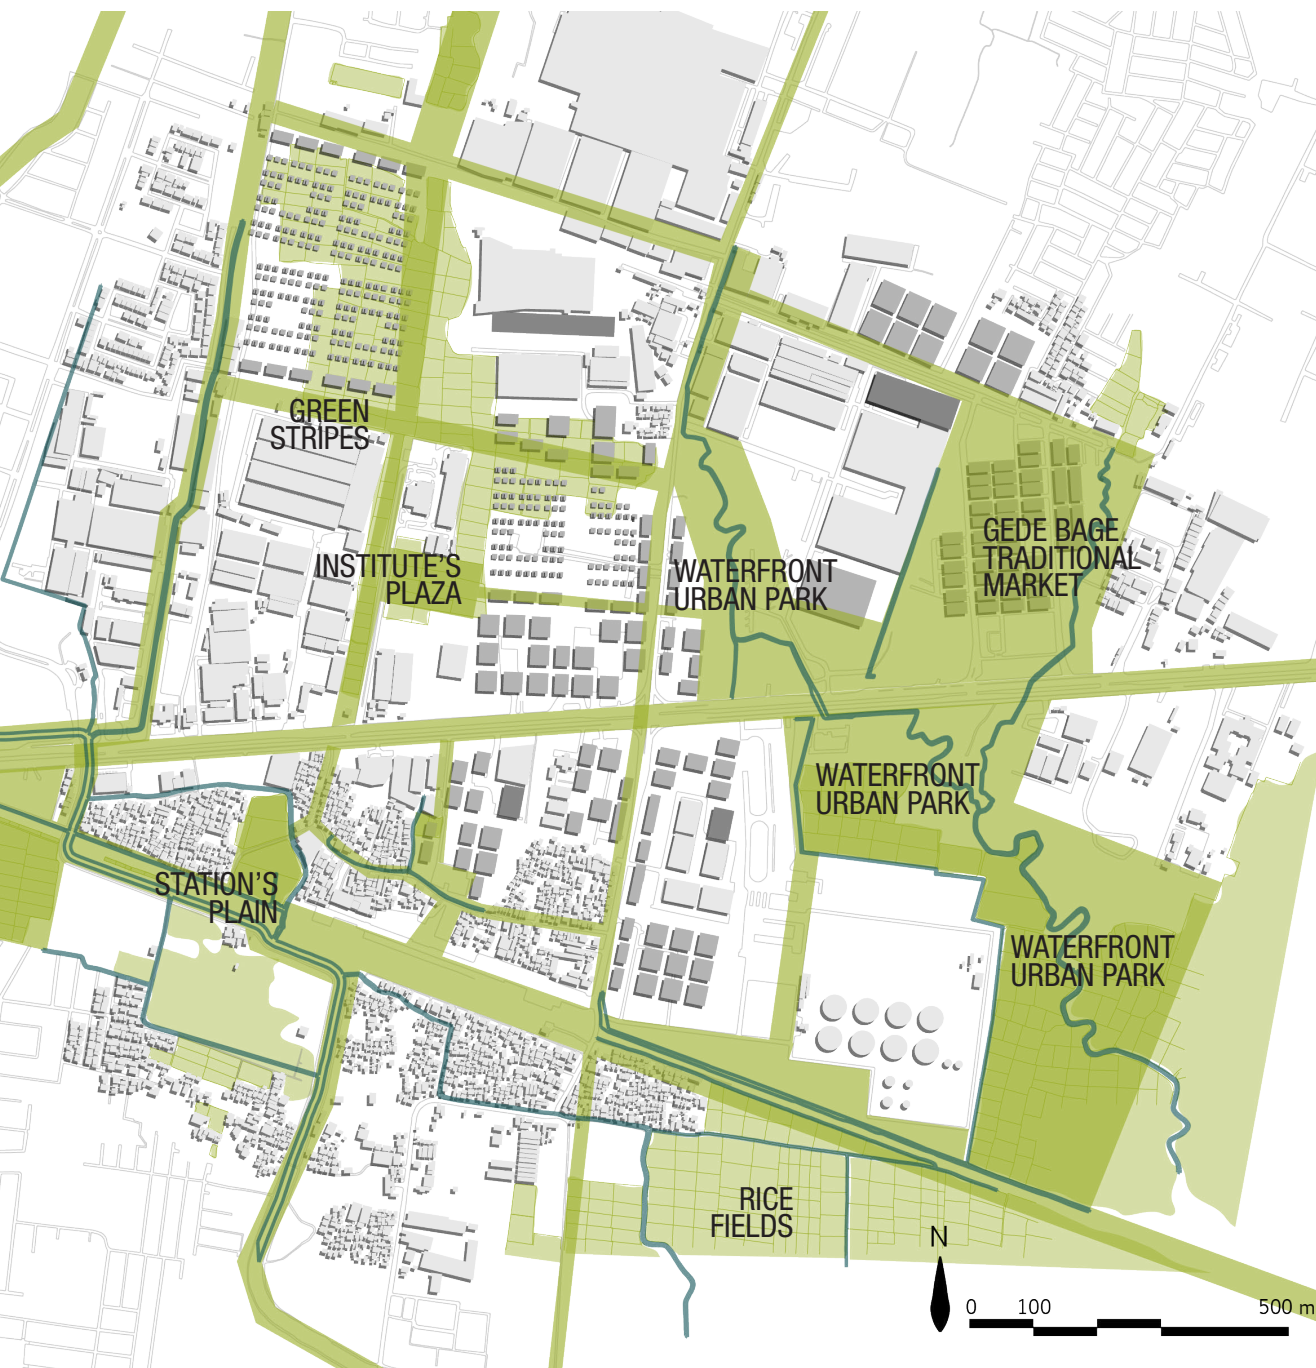 GREEN
STRIPES
INSTITUTE'S
PLAZA
WATERFRONT
URBAN PARK
GEDE BAGE
TRADITIONAL
MARKET
WATERFRONT
URBAN PARK
STATION'S
PLAIN
WATERFRONT
URBAN PARK
RICE
FIELDS
N
0 100 500 m